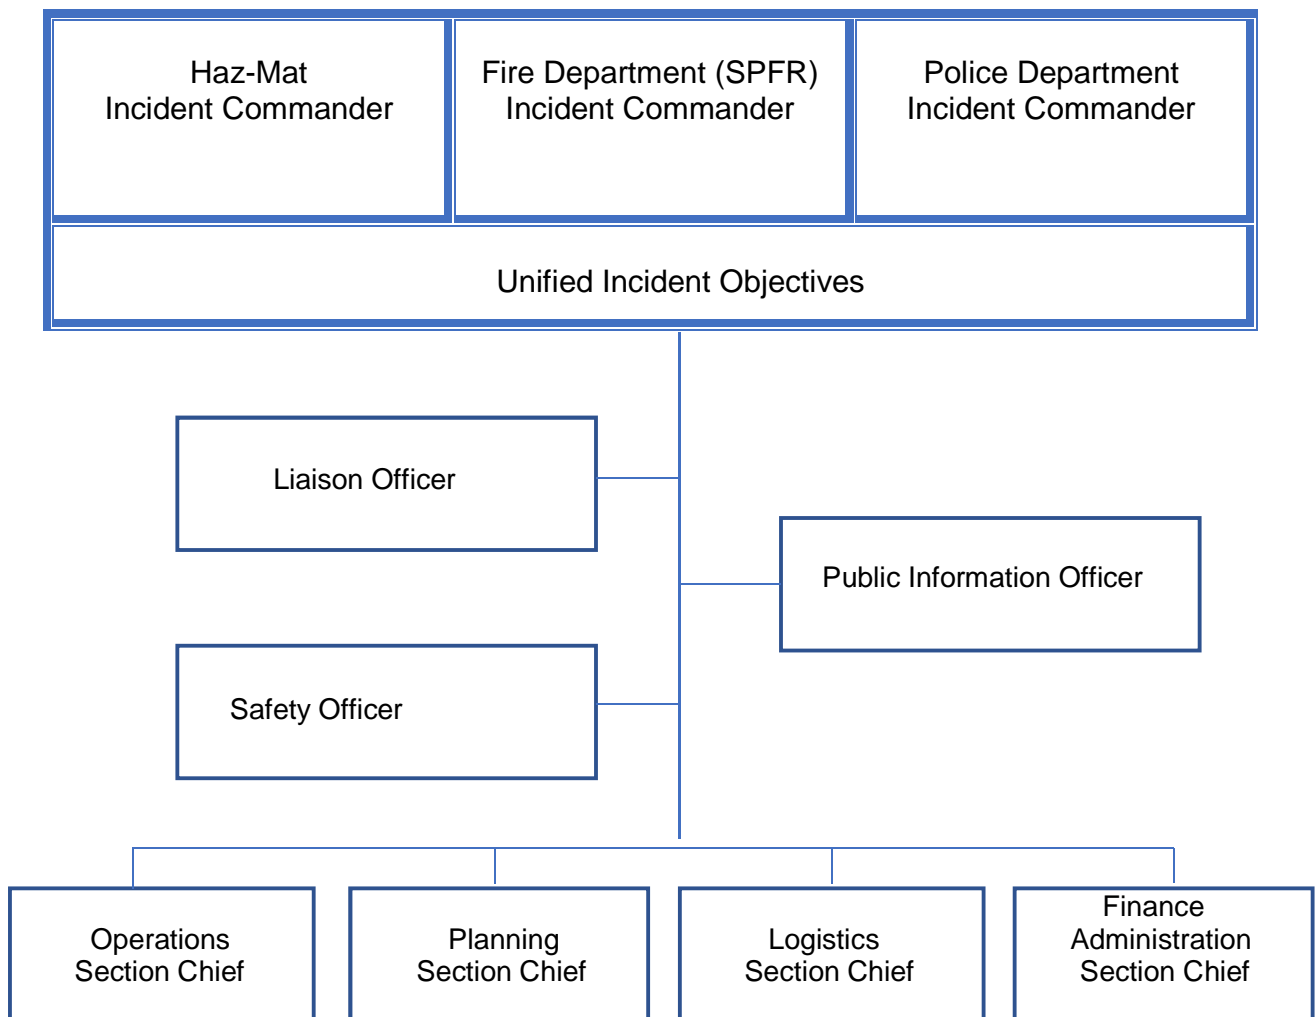 Haz-Mat
Incident Commander
Fire Department (SPFR)
Incident Commander
Police Department
Incident Commander
Unified Incident Objectives
Liaison Officer
Public Information Officer
Safety Officer
Operations
Section Chief
Planning
Section Chief
Logistics
Section Chief
Finance
Administration
Section Chief